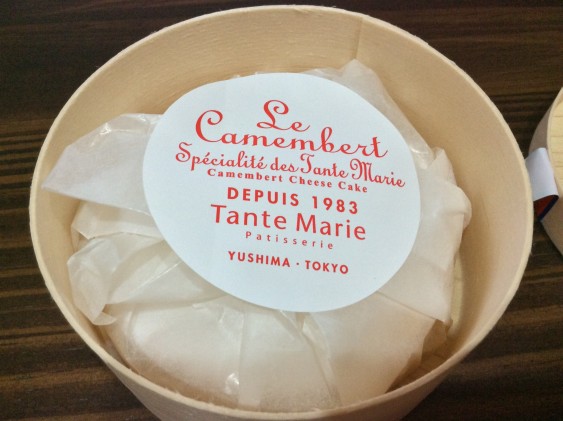 Le
Camembert
Spécialité des Tante Marie
Camembert Cheese Cake
DEPUIS 1983
Tante Marie
Patisserie
YUSHIMA · TOKYO